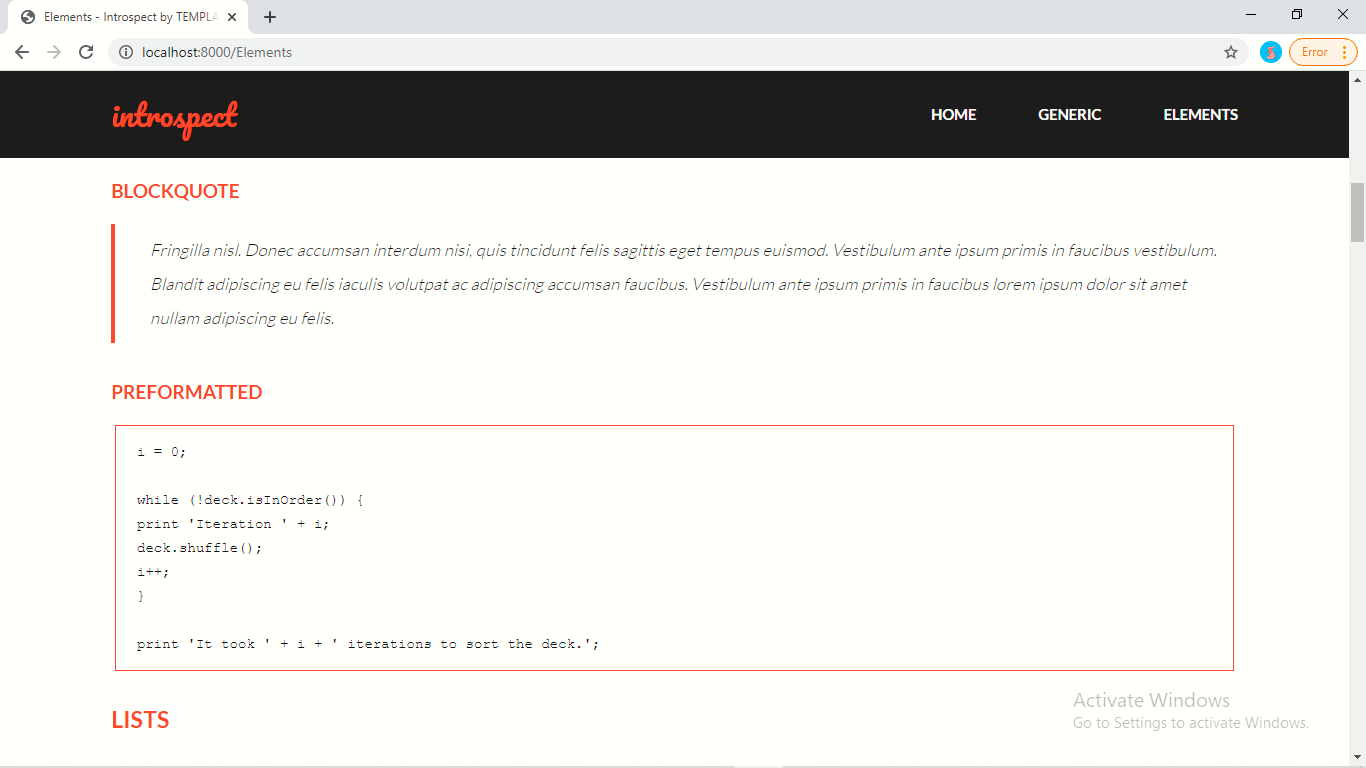 Elements - Introspect by TEMPLA
localhost:8000/Elements
Error
introspect
HOME GENERIC ELEMENTS
BLOCKQUOTE
Fringilla nisl. Donec accumsan interdum nisi, quis tincidunt felis sagittis eget tempus euismod. Vestibulum ante ipsum primis in faucibus vestibulum.
Blandit adipiscing eu felis iaculis volutpat ac adipiscing accumsan faucibus. Vestibulum ante ipsum primis in faucibus lorem ipsum dolor sit amet
nullam adipiscing eu felis.
PREFORMATTED
i = 0;
while (!deck.isInOrder()) {
print 'Iteration ' + i;
deck.shuffle();
i++;
}
print 'It took ' + i + ' iterations to sort the deck.';
LISTS
Activate Windows
Go to Settings to activate Windows.